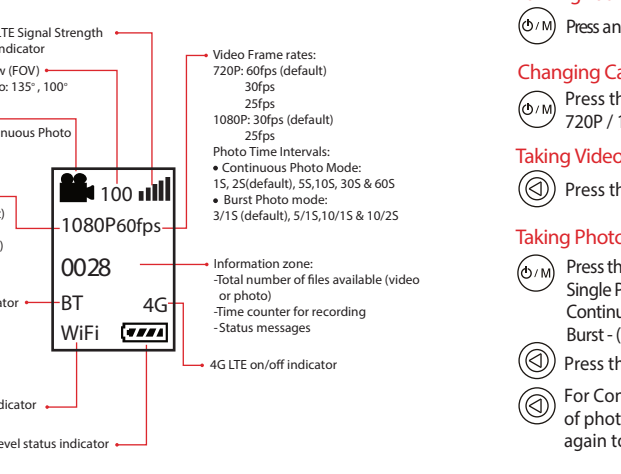 TE Signal Strength
ndicator
w (FOV)
o: 135°, 100°
nuous Photo
t)
)
ator
dicator
evel status indicator
100
1080P60fps
0028
BT 4G
WiFi
Video Frame rates:
720P: 60fps (default)
30fps
25fps
1080P: 30fps (default)
25fps
Photo Time Intervals:
• Continuous Photo Mode:
1S, 2S(default), 5S,10S, 30S & 60S
• Burst Photo mode:
3/1S (default), 5/1S,10/1S & 10/2S
Information zone:
-Total number of files available (video
or photo)
-Time counter for recording
-Status messages
4G LTE on/off indicator
/M Press an
Changing Ca
/M Press th
720P / 1
Taking Video
Press th
Taking Photo
/M Press th
Single P
Continu
Burst - (
Press th
For Con
of phot
again to